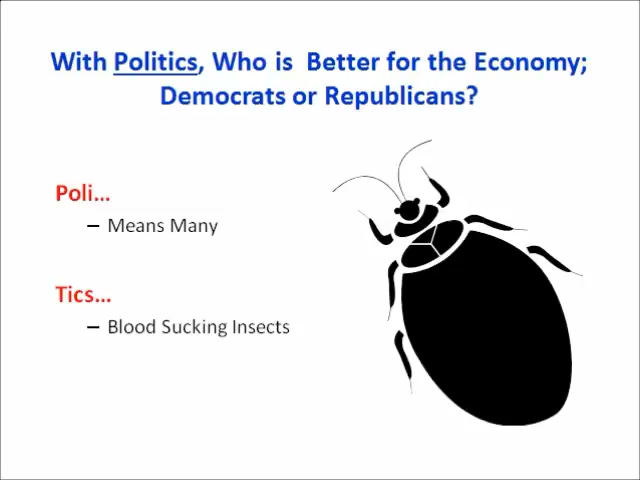 With Politics, Who is Better for the Economy;
Democrats or Republicans?
Poli...
– Means Many
Tics...
– Blood Sucking Insects